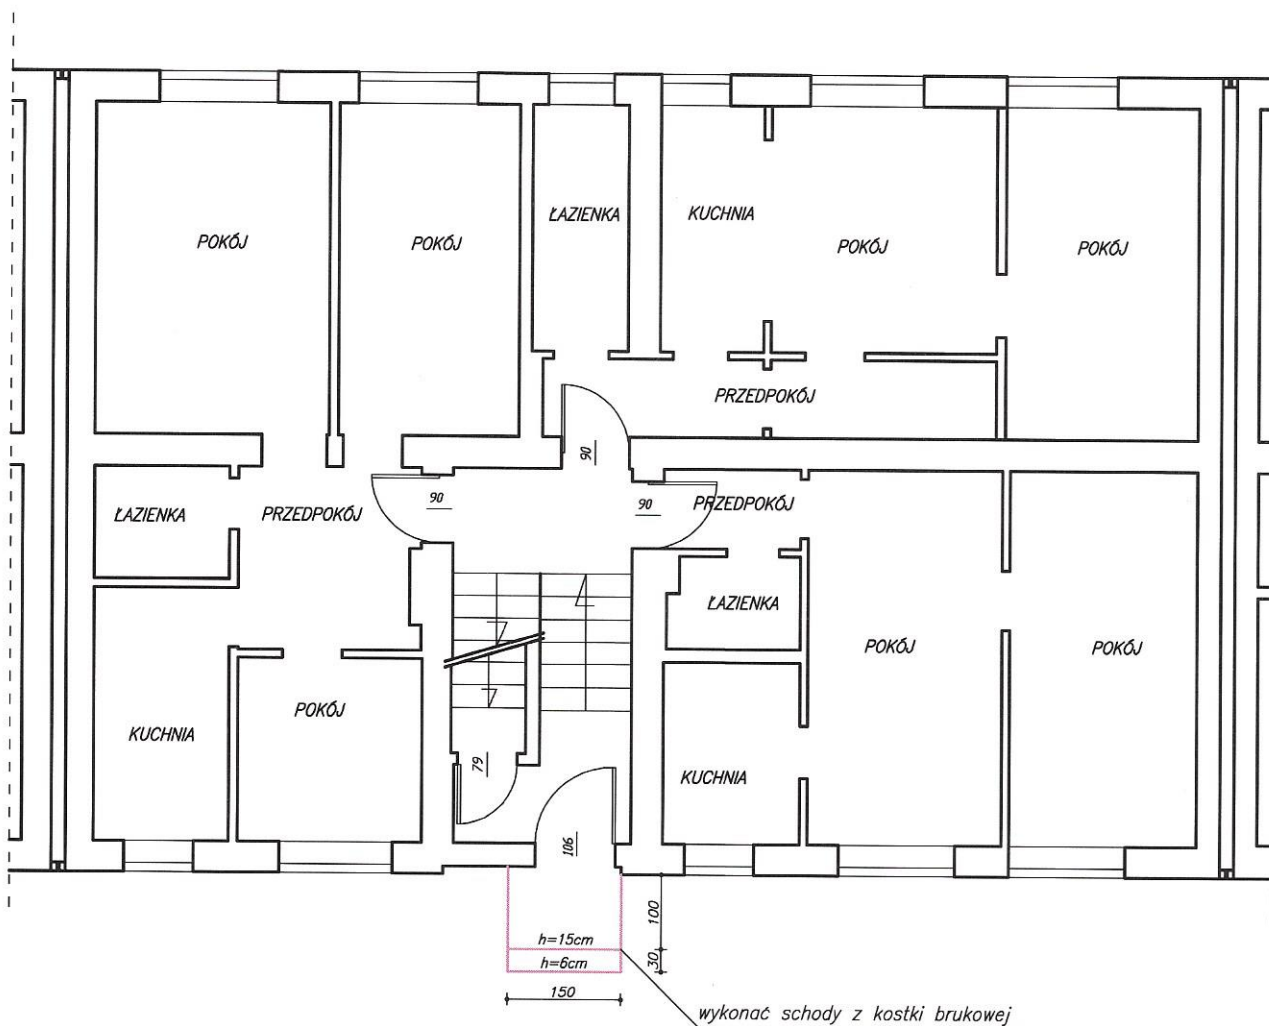 ŁAZIENKA
KUCHNIA
POKÓJ
POKÓJ
POKÓJ
POKÓJ
PRZEDPOKÓJ
90
90
90
PRZEDPOKÓJ
ŁAZIENKA
PRZEDPOKÓJ
ŁAZIENKA
POKÓJ
POKÓJ
POKÓJ
KUCHNIA
79
KUCHNIA
106
100
h=15cm
30
h=6cm
150
wykonać schody z kostki brukowej